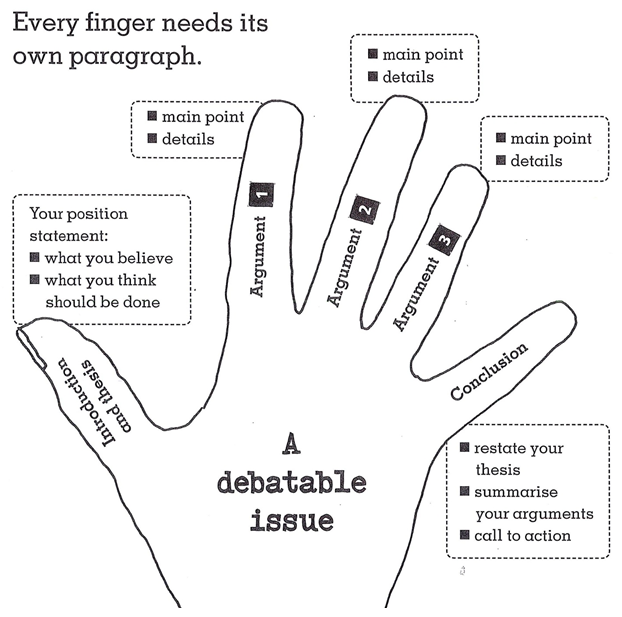 Every finger needs its
own paragraph.
■ main point
■ details
■ main point
■ details
■ main point
■ details
Your position
statement:
■ what you believe
■ what you think
should be done
Introduction
and thesis
Argument 1
Argument 2
Argument 3
Conclusion
A
debatable
issue
■ restate your
thesis
■ summarise
your arguments
■ call to action